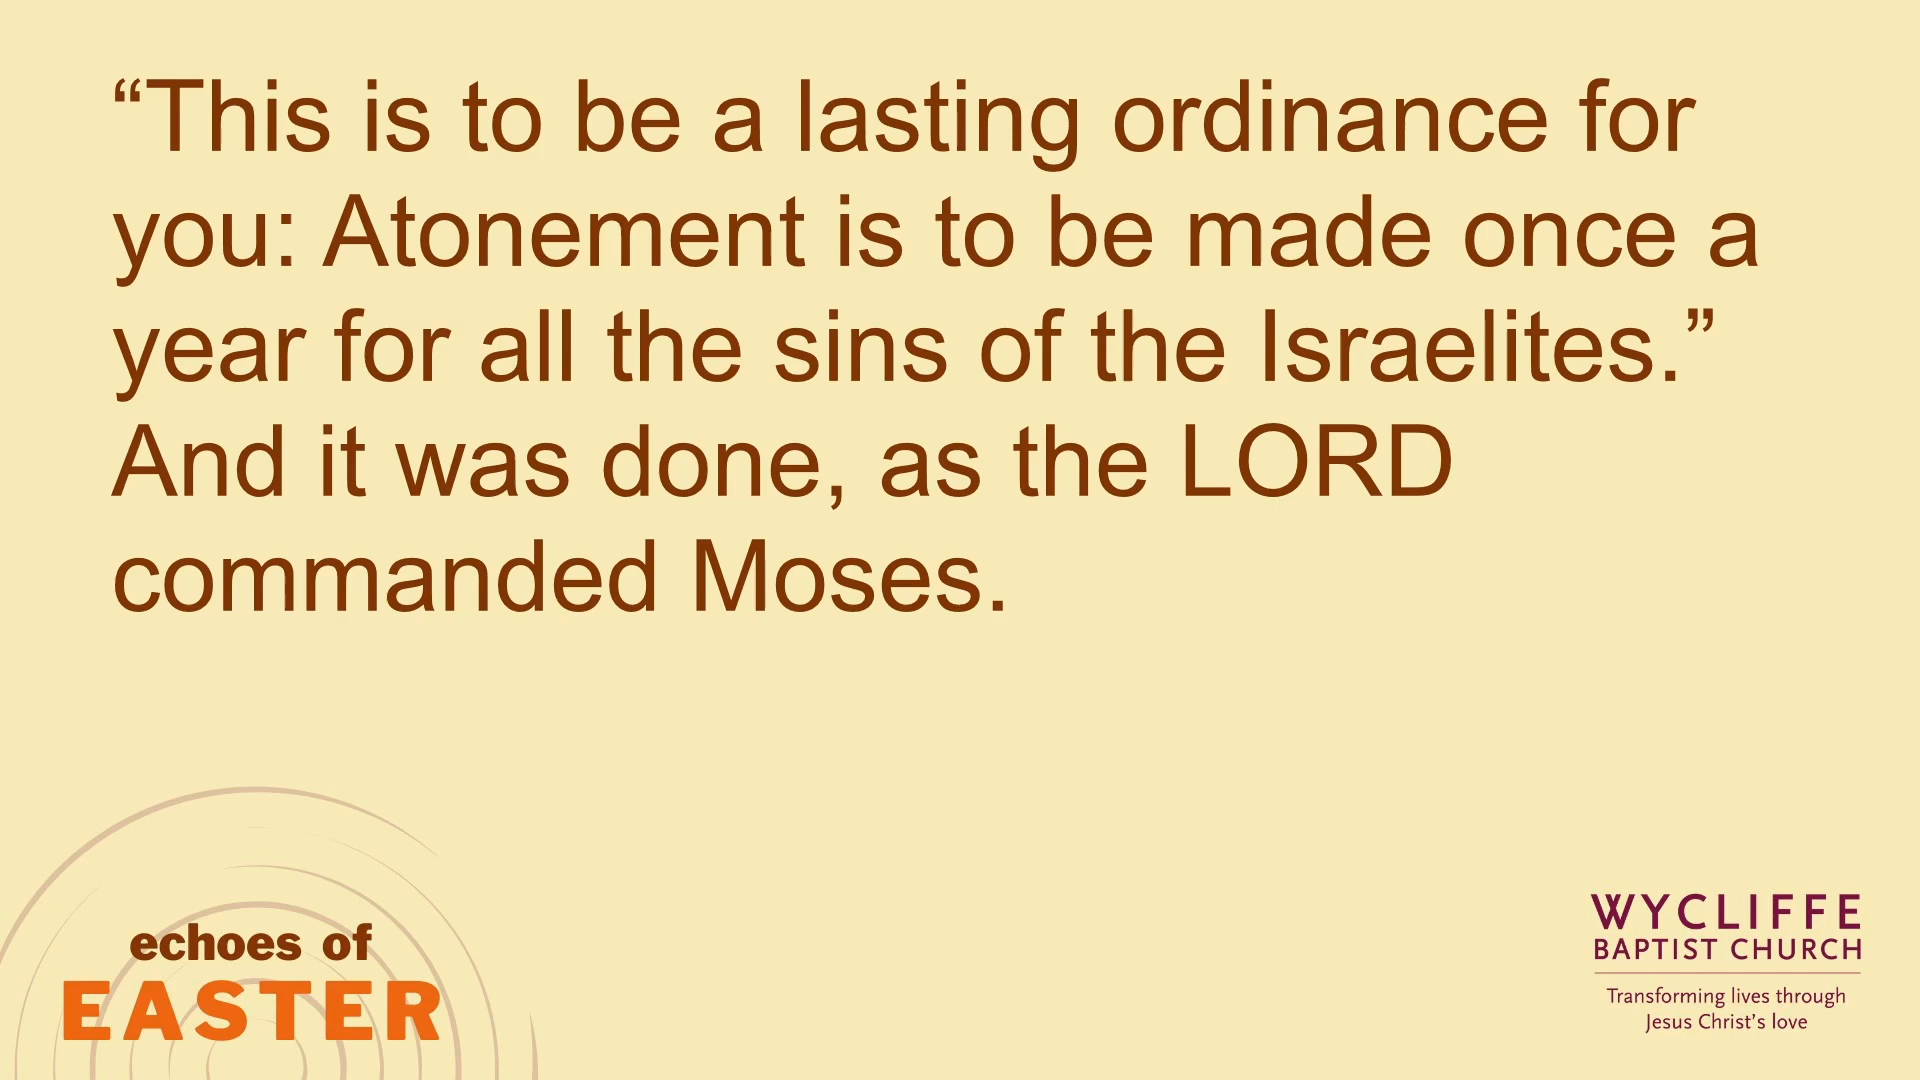 “This is to be a lasting ordinance for
you: Atonement is to be made once a
year for all the sins of the Israelites.”
And it was done, as the LORD
commanded Moses.
echoes of
EASTER
WYCLIFFE
BAPTIST CHURCH
Transforming lives through
Jesus Christ’s love